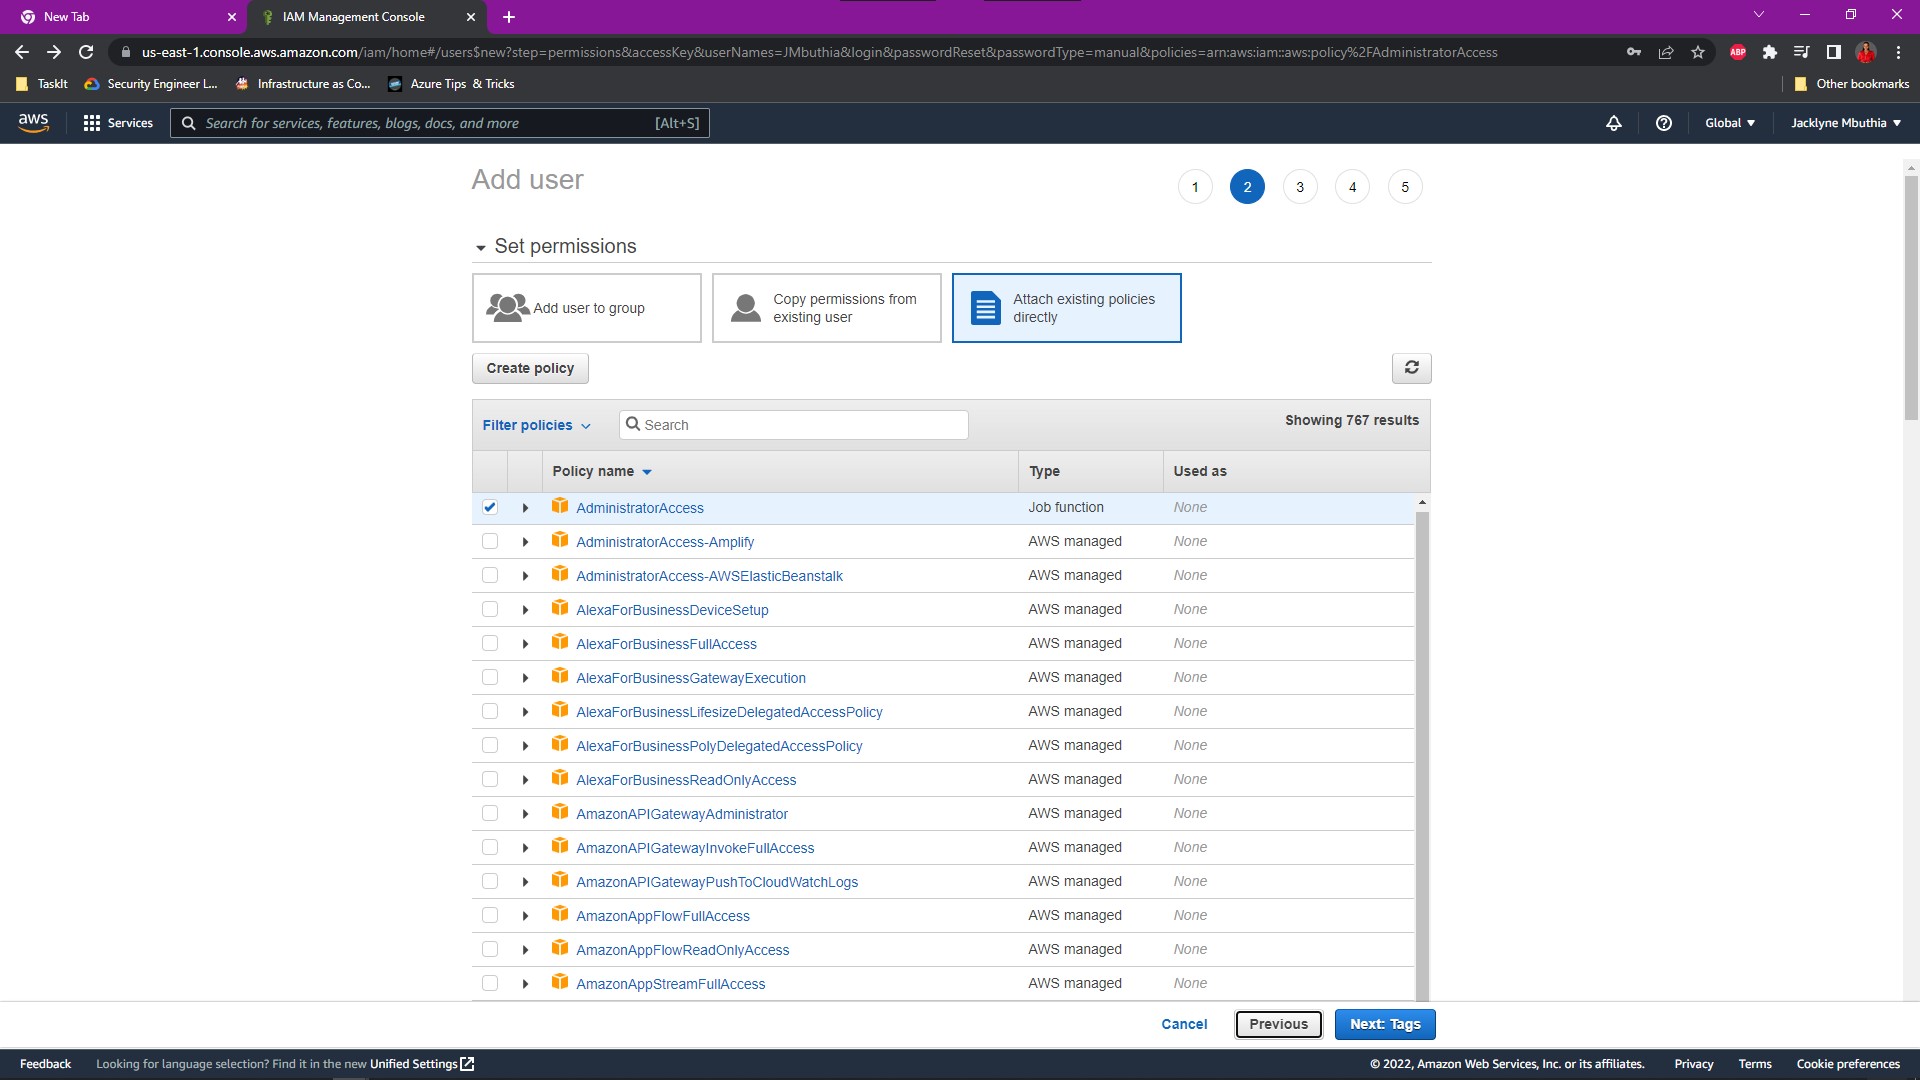 New Tab
IAM Management Console
us-east-1.console.aws.amazon.com/iam/home#/users$new?step=permissions&accessKey&userNames=JMbuthia&login&passwordReset&passwordType=manual&policies=arn:aws:iam::aws:policy%2FAdministratorAccess
ABP
TaskIt Security Engineer L... Infrastructure as Co... Azure Tips & Tricks Other bookmarks
aws Services Search for services, features, blogs, docs, and more [Alt+S] Global Jacklyne Mbuthia
Add user
1 2 3 4 5
Set permissions
Add user to group
Copy permissions from
existing user
Attach existing policies
directly
Create policy
Filter policies Search Showing 767 results
Policy name Type Used as
AdministratorAccess Job function None
AdministratorAccess-Amplify AWS managed None
AdministratorAccess-AWSElasticBeanstalk AWS managed None
AlexaForBusinessDeviceSetup AWS managed None
AlexaForBusinessFullAccess AWS managed None
AlexaForBusinessGatewayExecution AWS managed None
AlexaForBusinessLifesizeDelegatedAccessPolicy AWS managed None
AlexaForBusinessPolyDelegatedAccessPolicy AWS managed None
AlexaForBusinessReadOnlyAccess AWS managed None
AmazonAPIGatewayAdministrator AWS managed None
AmazonAPIGatewayInvokeFullAccess AWS managed None
AmazonAPIGatewayPushToCloudWatchLogs AWS managed None
AmazonAppFlowFullAccess AWS managed None
AmazonAppFlowReadOnlyAccess AWS managed None
AmazonAppStreamFullAccess AWS managed None
Cancel Previous Next: Tags
Feedback Looking for language selection? Find it in the new Unified Settings © 2022, Amazon Web Services, Inc. or its affiliates. Privacy Terms Cookie preferences